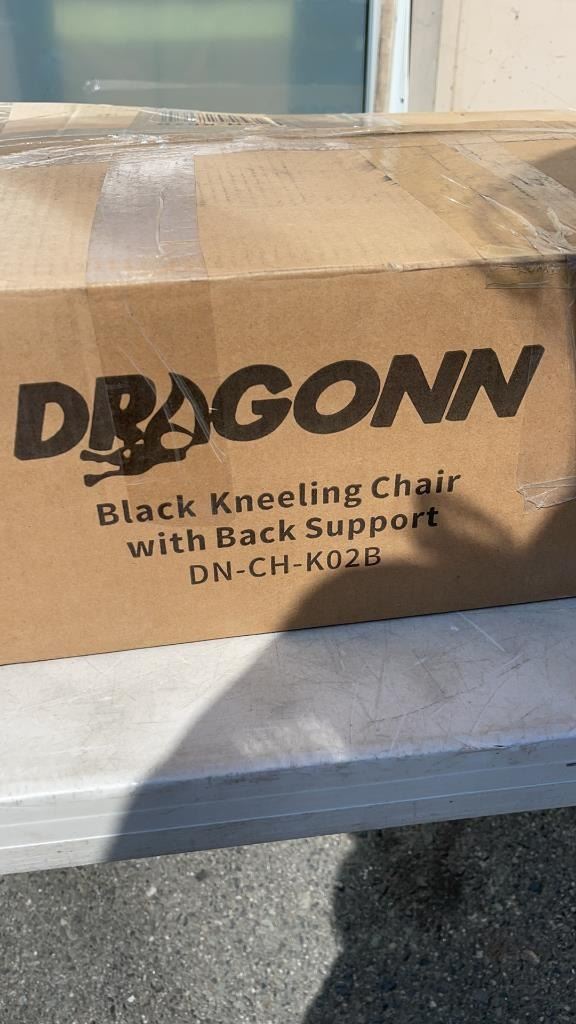 DRAGONN
Black Kneeling Chair
with Back Support
DN-CH-K02B